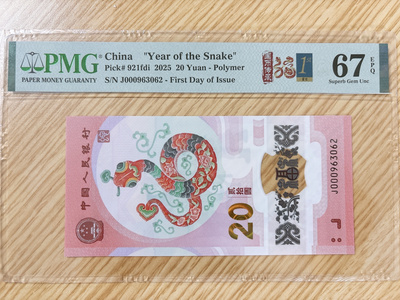 PMG
PAPER MONEY GUARANTY
China "Year of the Snake"
Pick# 921fdi 2025 20 Yuan - Polymer
S/N J000963062 - First Day of Issue
1
67 EPQ
Superb Gem Unc
中国人民银行
贰拾圆
20
J000963062